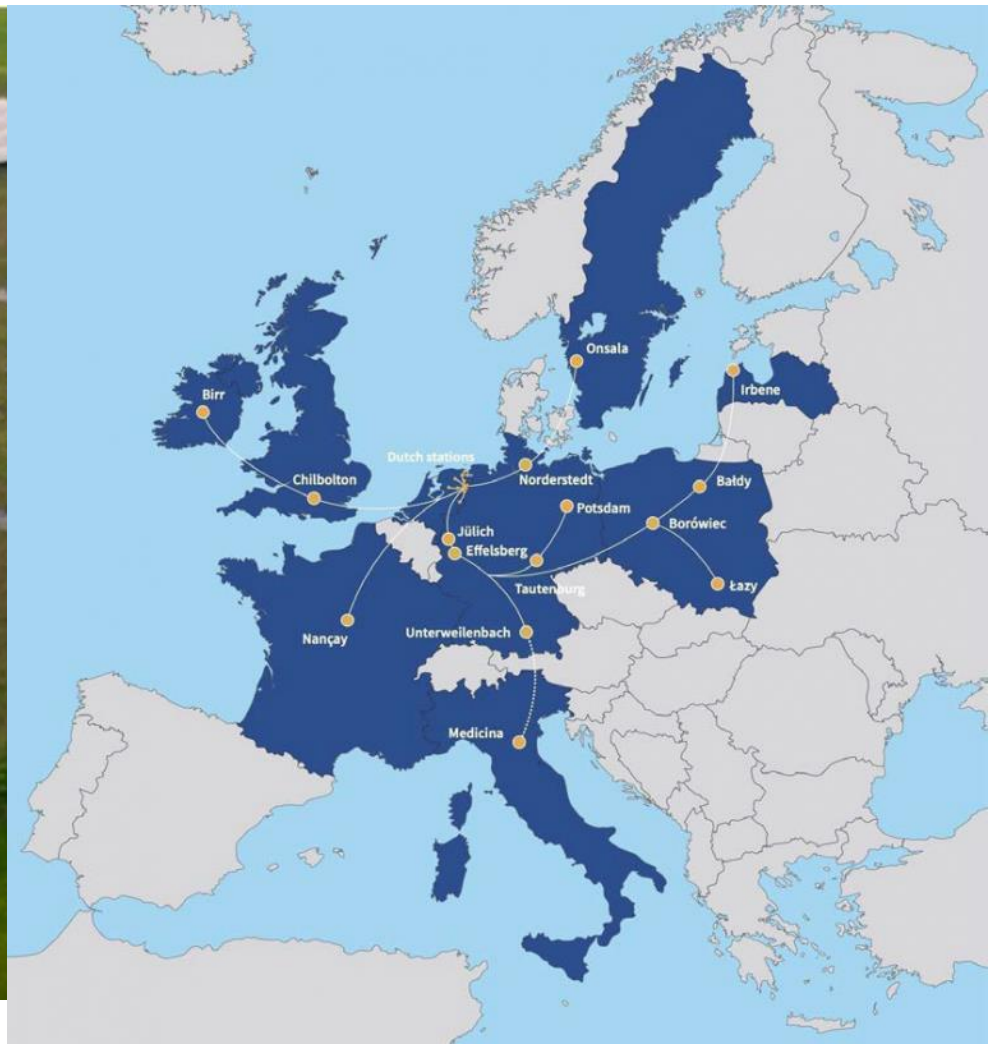 Onsala
Irbene
Birr
Dutch stations
Chilbolton
Norderstedt
Bałdy
Potsdam
Jülich
Borówiec
Effelsberg
Tautenburg
Łazy
Nançay
Unterweilenbach
Medicina